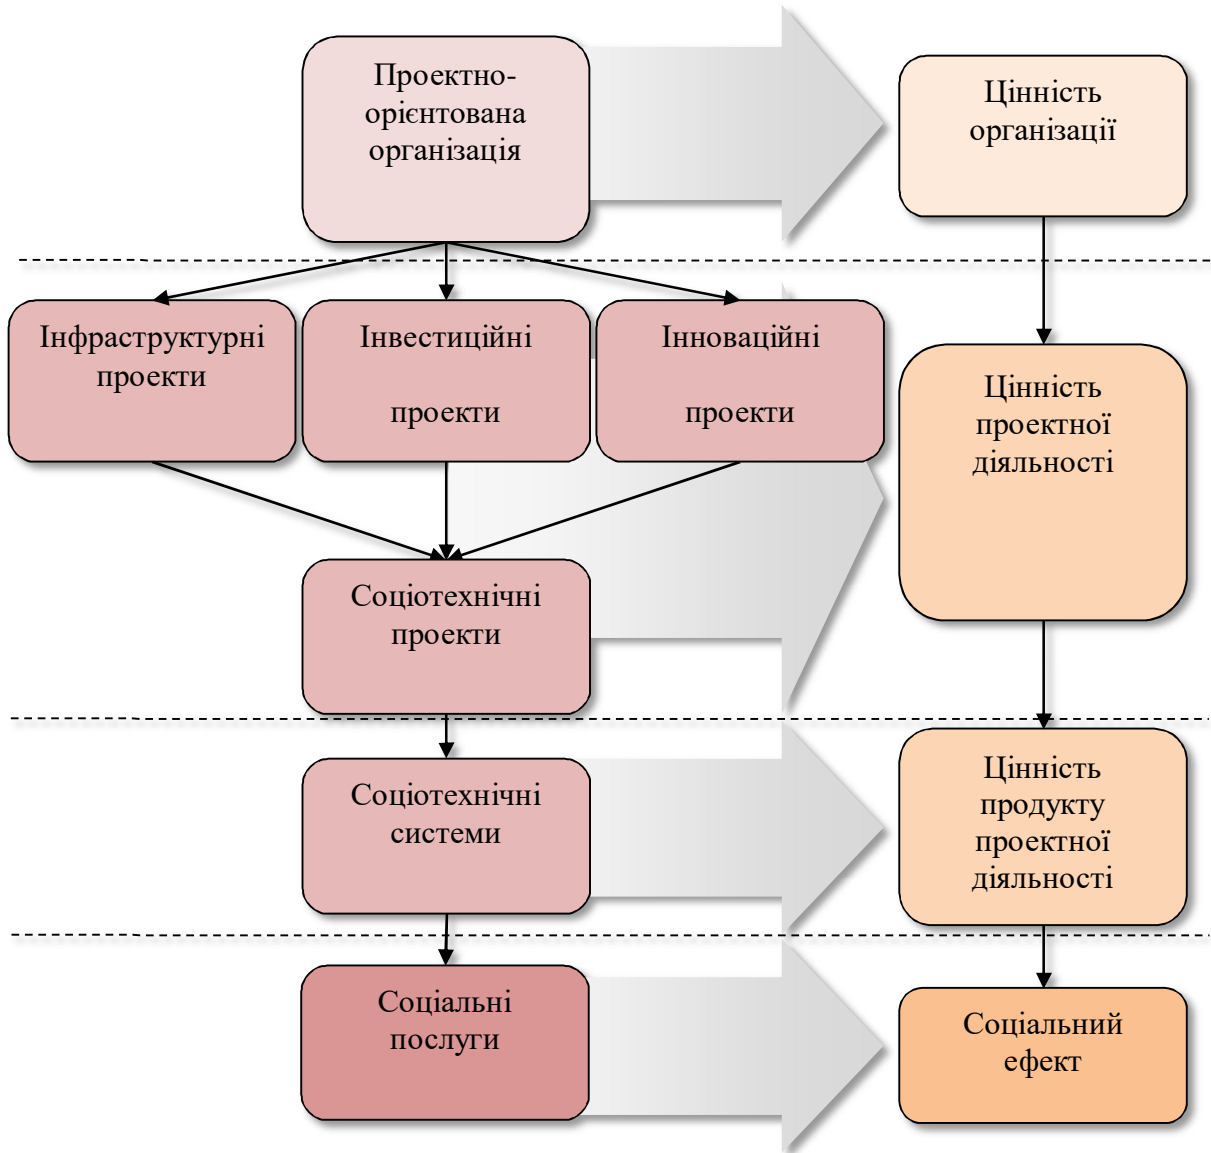 Проектно-
орієнтована
організація
Цінність
організації
Інфраструктурні
проекти
Інвестиційні
проекти
Інноваційні
проекти
Цінність
проектної
діяльності
Соціотехнічні
проекти
Соціотехнічні
системи
Цінність
продукту
проектної
діяльності
Соціальні
послуги
Соціальний
ефект